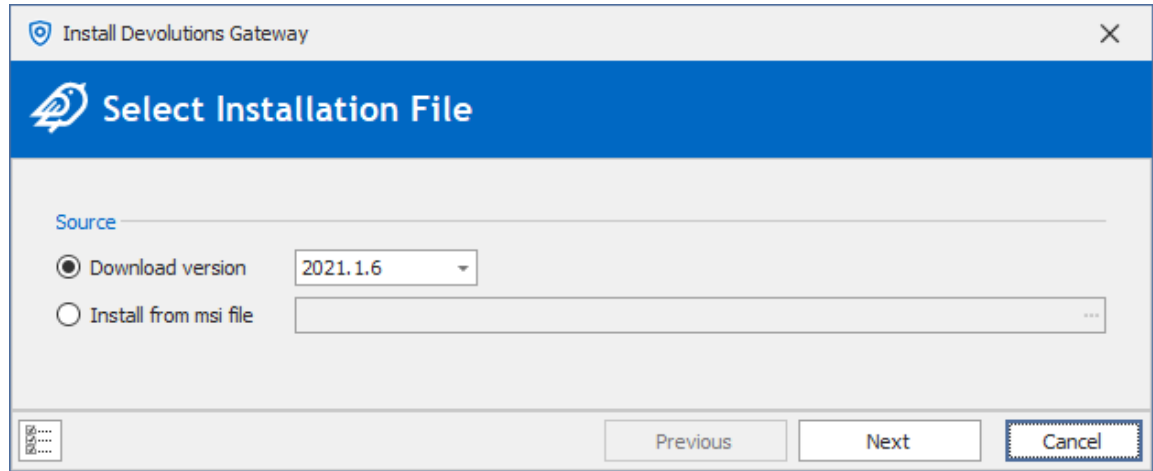 Install Devolutions Gateway
Select Installation File
Source
Download version 2021.1.6
Install from msi file ...
Previous Next Cancel